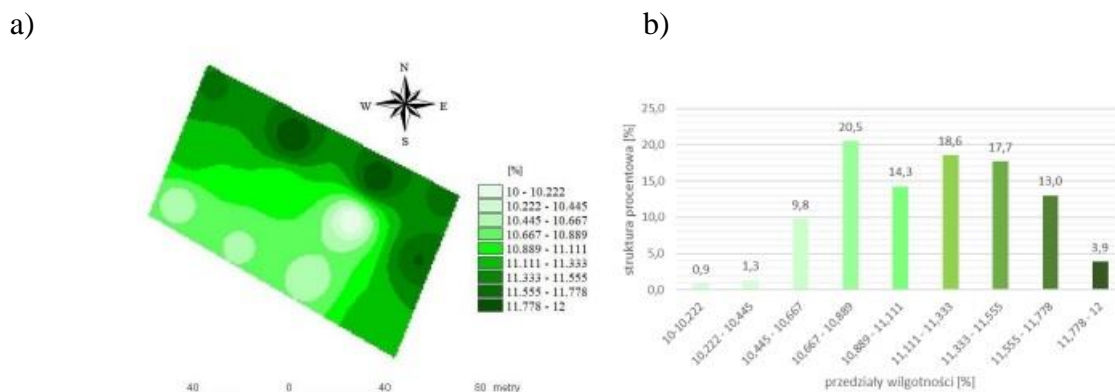 a)
N
W E
S
[%]
10 - 10.222
10.222 - 10.445
10.445 - 10.667
10.667 - 10.889
10.889 - 11.111
11.111 - 11.333
11.333 - 11.555
11.555 - 11.778
11.778 - 12
40 0 40 80 metry
b)
struktura procentowa [%]
25,0
20,0
15,0
10,0
5,0
0,0
0,9
1,3
9,8
20,5
14,3
18,6
17,7
13,0
3,9
10-10,222
10,222 - 10,445
10,445 - 10,667
10,667 - 10,889
10,889 - 11,111
11,111 - 11,333
11,333 - 11,555
11,555 - 11,778
11,778 - 12
przedziały wilgotności [%]